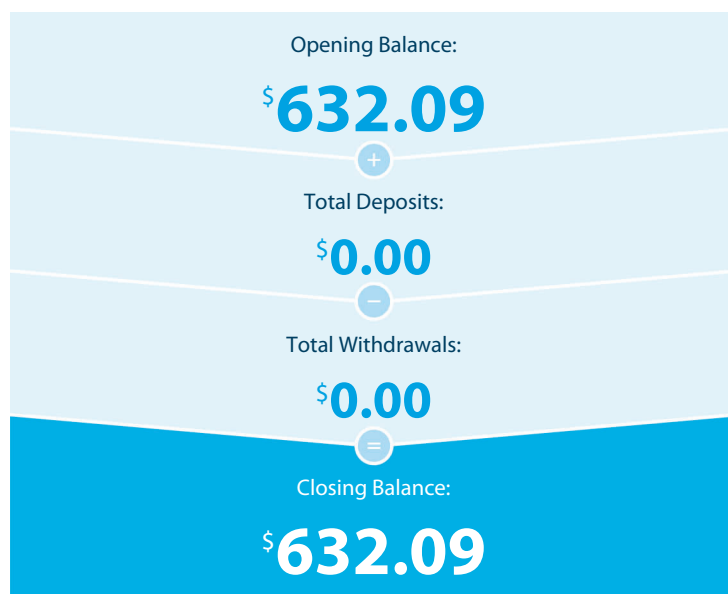 Opening Balance:
$632.09
+
Total Deposits:
$0.00
−
Total Withdrawals:
$0.00
=
Closing Balance:
$632.09